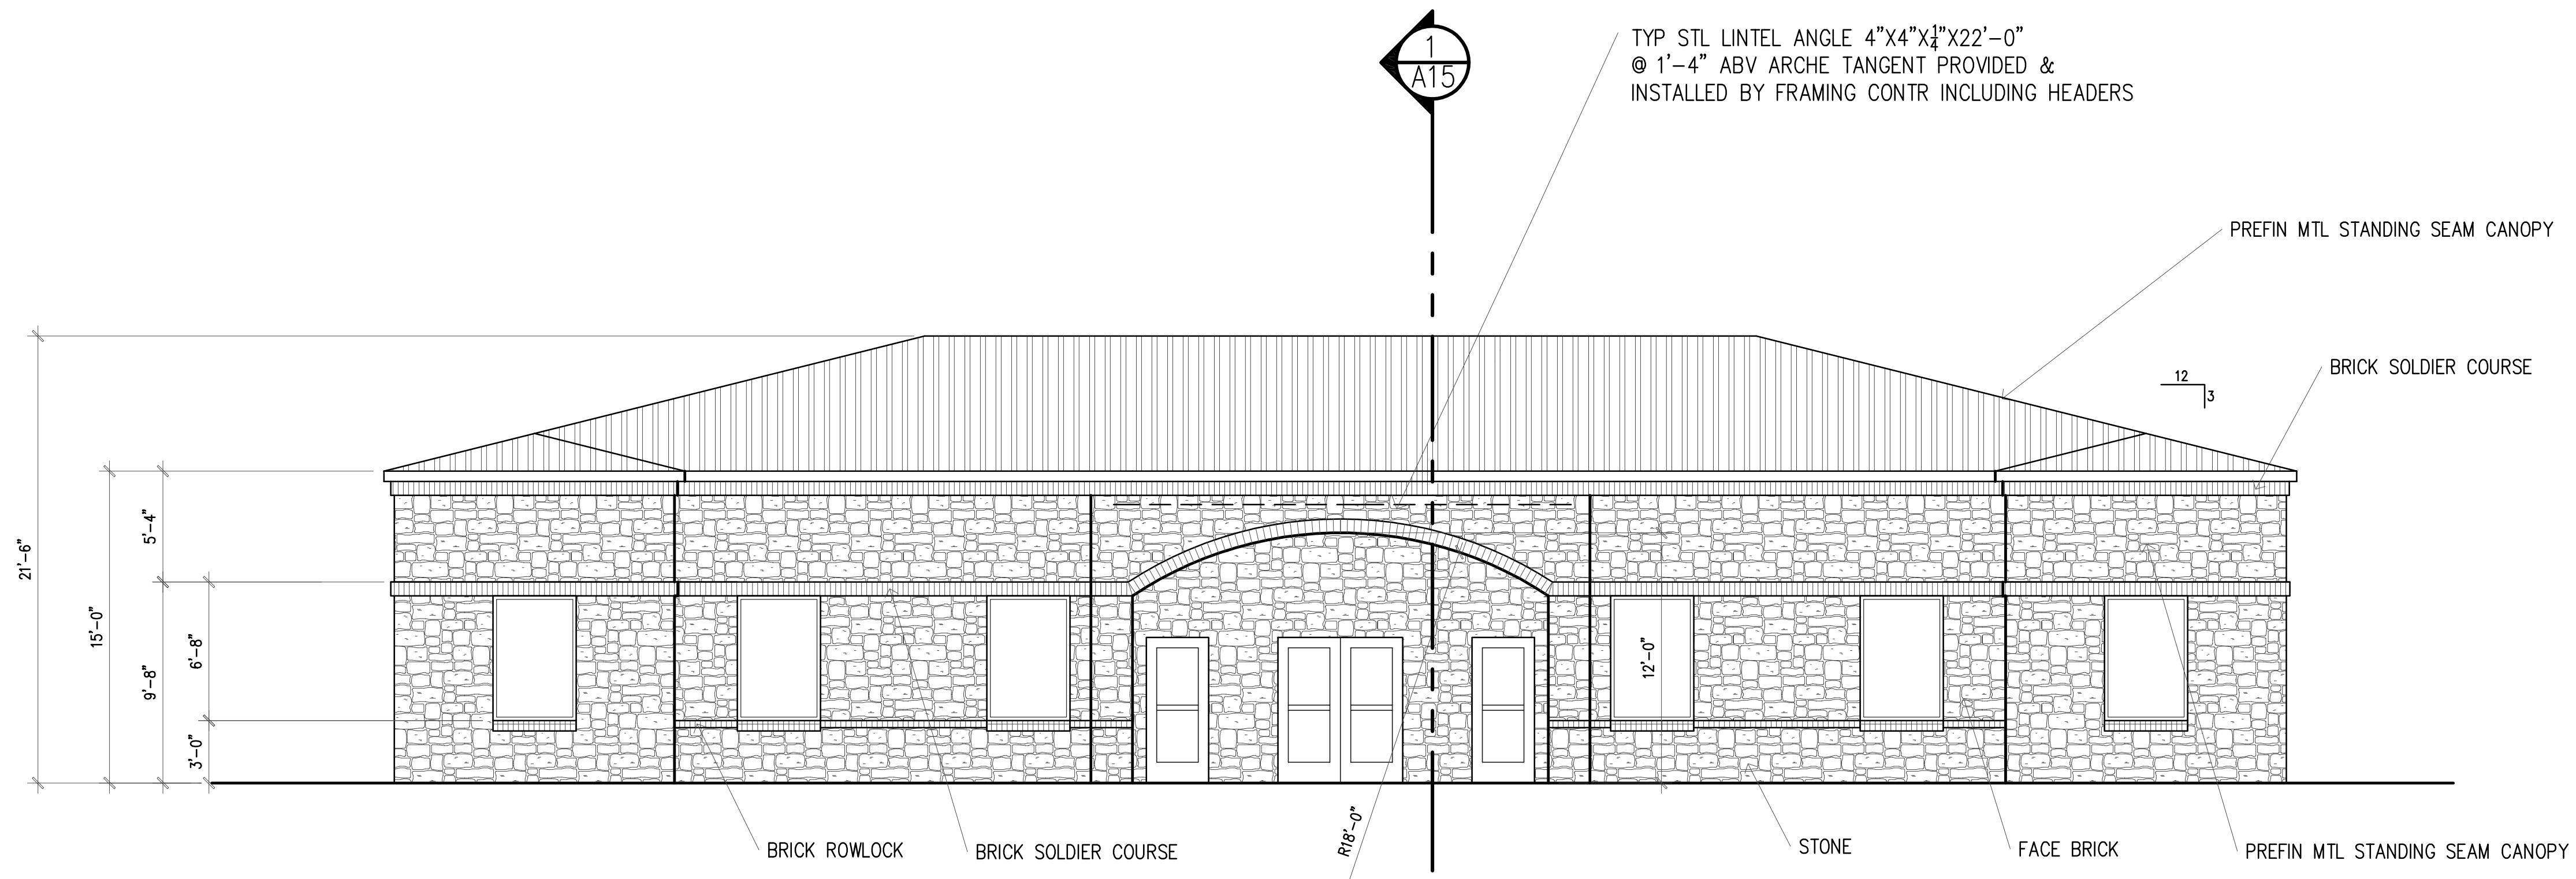 1
A15
TYP STL LINTEL ANGLE 4"X4"X¼"X22'-0"
@ 1'-4" ABV ARCHE TANGENT PROVIDED &
INSTALLED BY FRAMING CONTR INCLUDING HEADERS
PREFIN MTL STANDING SEAM CANOPY
BRICK SOLDIER COURSE
12
3
21'-6"
15'-0"
5'-4"
9'-8"
6'-8"
3'-0"
12'-0"
R18'-0"
BRICK ROWLOCK
BRICK SOLDIER COURSE
STONE
FACE BRICK
PREFIN MTL STANDING SEAM CANOPY